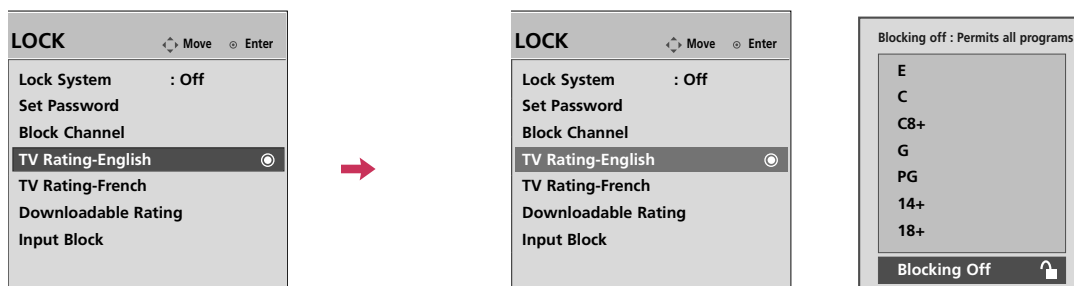 LOCK Move Enter
Lock System : Off
Set Password
Block Channel
TV Rating-English
TV Rating-French
Downloadable Rating
Input Block
LOCK Move Enter
Lock System : Off
Set Password
Block Channel
TV Rating-English
TV Rating-French
Downloadable Rating
Input Block
Blocking off : Permits all programs
E
C
C8+
G
PG
14+
18+
Blocking Off